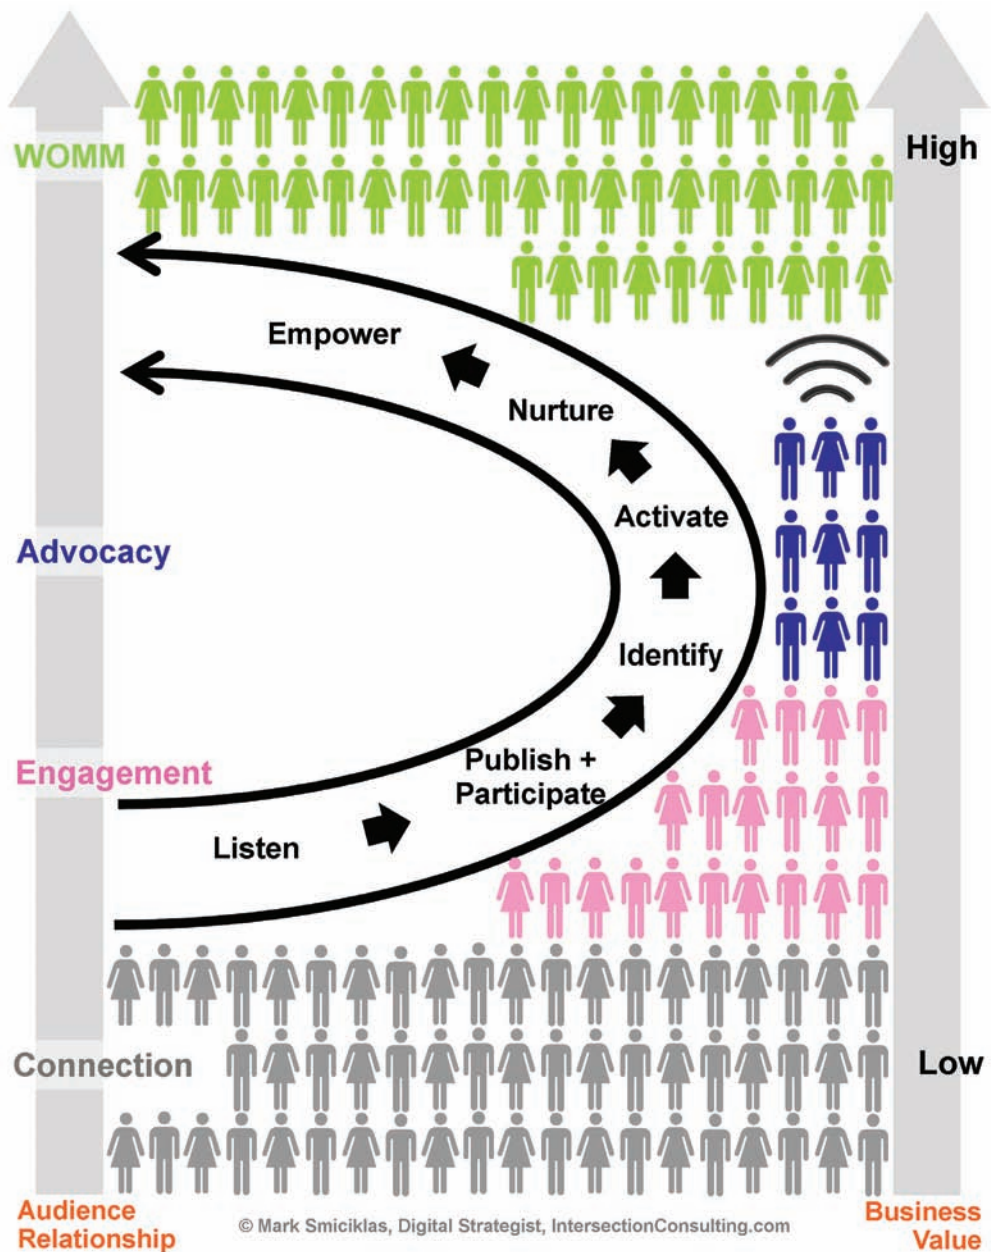 WOMM
High
Empower
Nurture
Activate
Advocacy
Identify
Publish +
Participate
Engagement
Listen
Connection
Low
Audience
Relationship
© Mark Smiciklas, Digital Strategist, IntersectionConsulting.com
Business
Value